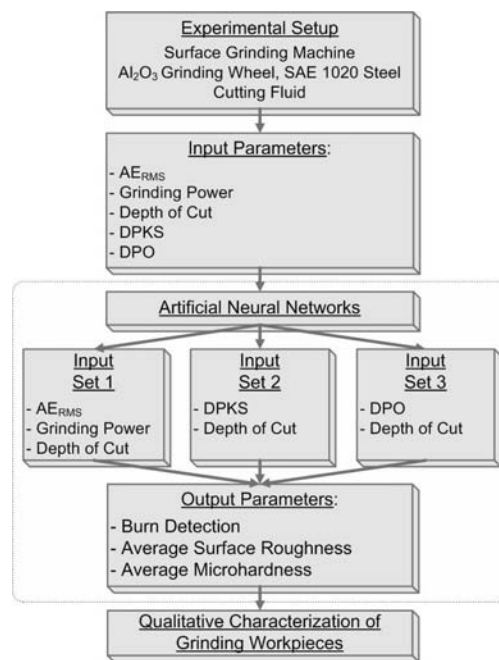 Experimental Setup
Surface Grinding Machine
Al₂O₃ Grinding Wheel, SAE 1020 Steel
Cutting Fluid
Input Parameters:
- AE_RMS
- Grinding Power
- Depth of Cut
- DPKS
- DPO
Artificial Neural Networks
Input
Set 1
- AE_RMS
- Grinding Power
- Depth of Cut
Input
Set 2
- DPKS
- Depth of Cut
Input
Set 3
- DPO
- Depth of Cut
Output Parameters:
- Burn Detection
- Average Surface Roughness
- Average Microhardness
Qualitative Characterization of
Grinding Workpieces